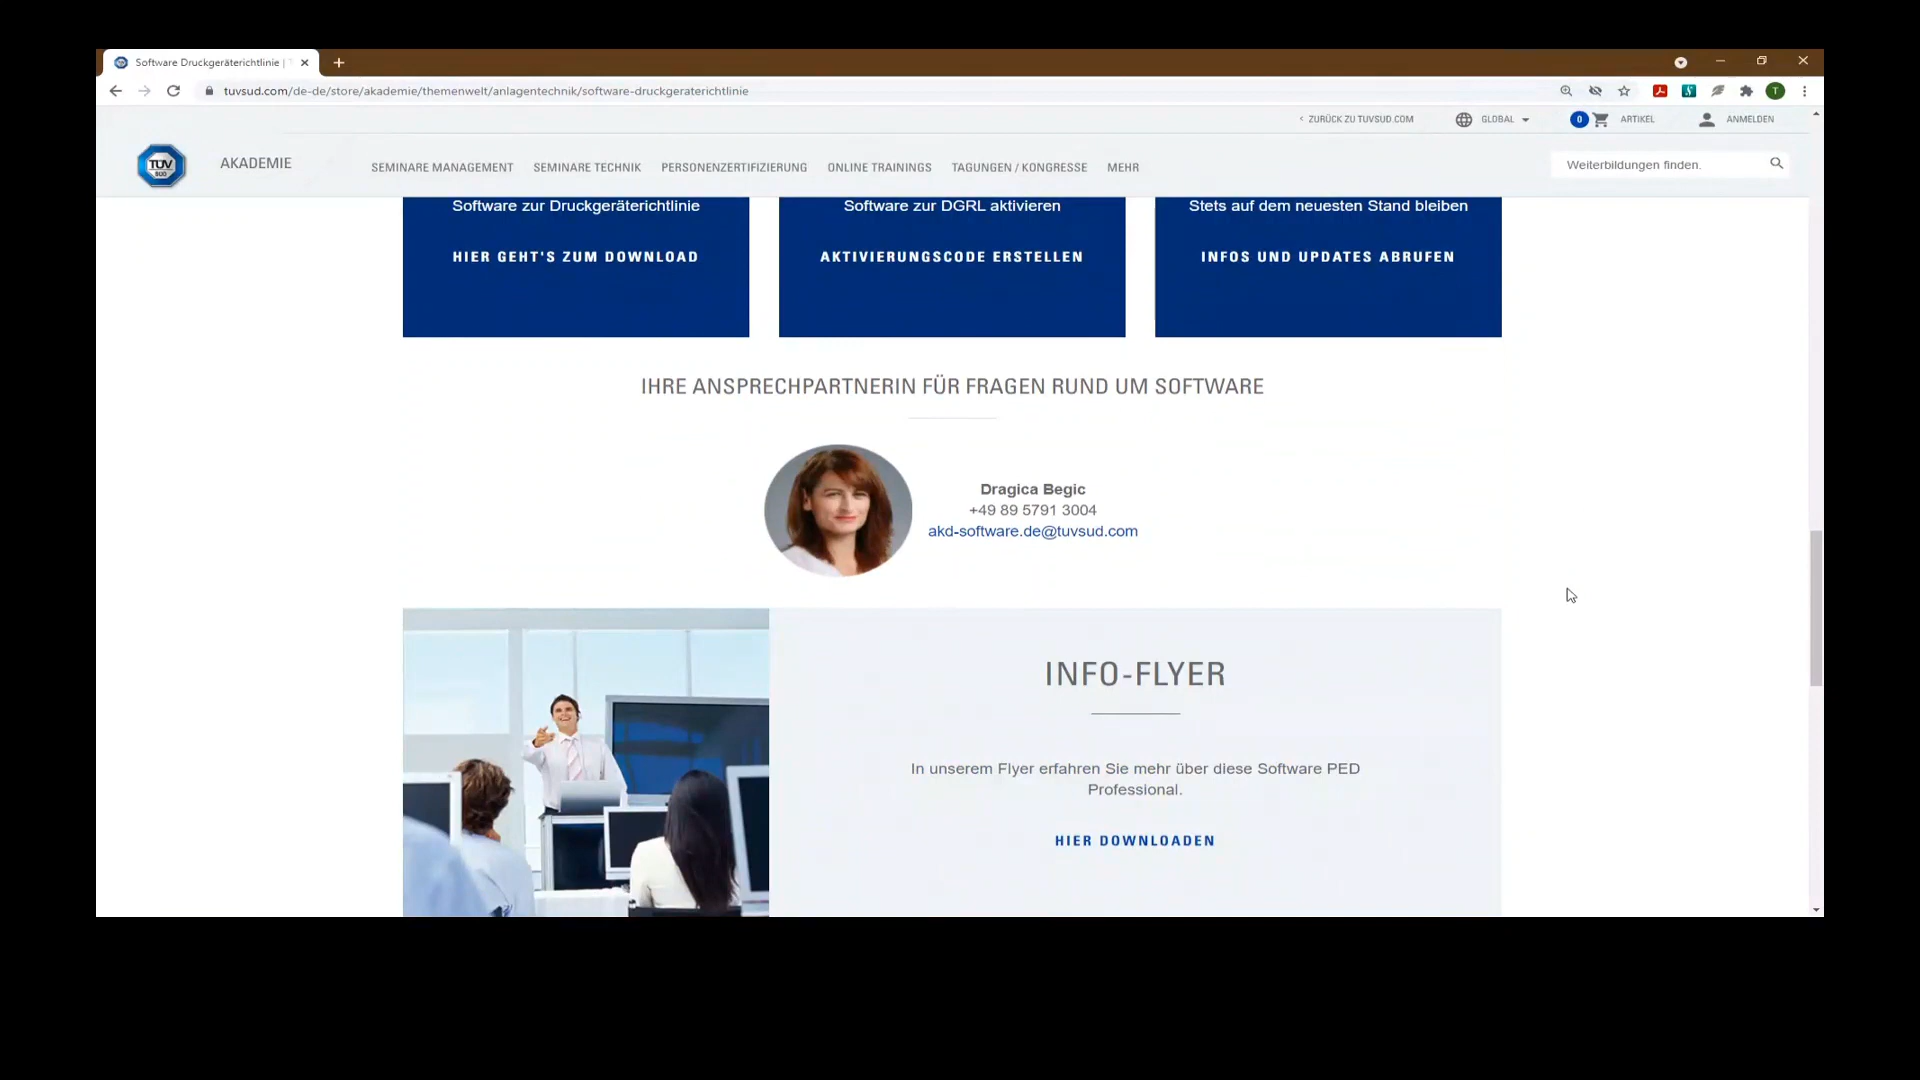 Software Druckgeräterichtlinie | T
tuvsud.com/de-de/store/akademie/themenwelt/anlagentechnik/software-druckgeraterichtlinie
T
ZURÜCK ZU TUVSUD.COM
GLOBAL
0
ARTIKEL
ANMELDEN
TÜV
SÜD
AKADEMIE
SEMINARE MANAGEMENT
SEMINARE TECHNIK
PERSONENZERTIFIZIERUNG
ONLINE TRAININGS
TAGUNGEN / KONGRESSE
MEHR
Weiterbildungen finden.
Software zur Druckgeräterichtlinie
HIER GEHT'S ZUM DOWNLOAD
Software zur DGRL aktivieren
AKTIVIERUNGSCODE ERSTELLEN
Stets auf dem neuesten Stand bleiben
INFOS UND UPDATES ABRUFEN
IHRE ANSPRECHPARTNERIN FÜR FRAGEN RUND UM SOFTWARE
Dragica Begic
+49 89 5791 3004
akd-software.de@tuvsud.com
INFO-FLYER
In unserem Flyer erfahren Sie mehr über diese Software PED
Professional.
HIER DOWNLOADEN